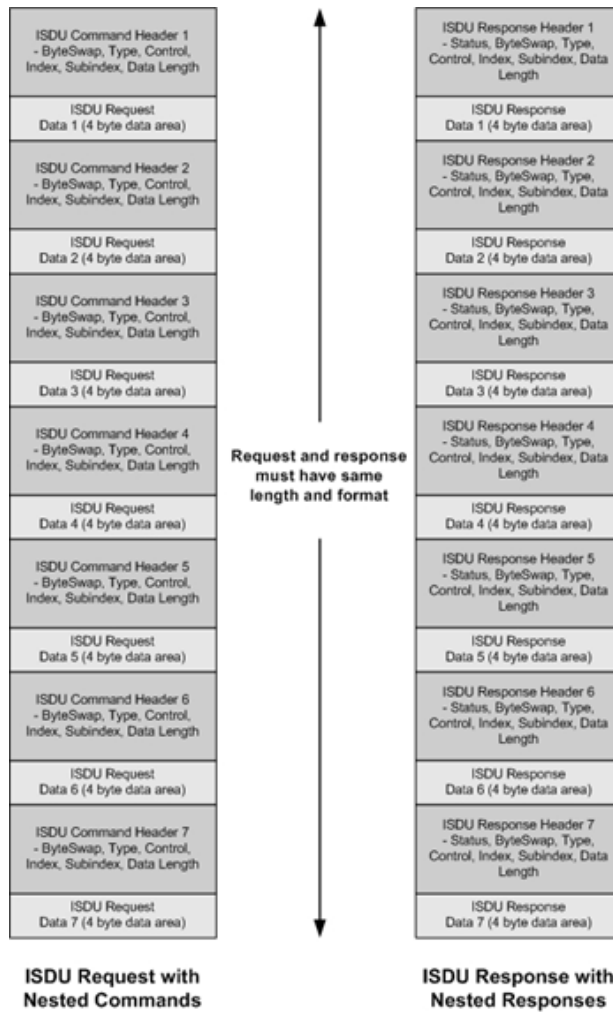 ISDU Command Header 1
- ByteSwap, Type, Control,
Index, Subindex, Data Length
ISDU Request
Data 1 (4 byte data area)
ISDU Command Header 2
- ByteSwap, Type, Control,
Index, Subindex, Data Length
ISDU Request
Data 2 (4 byte data area)
ISDU Command Header 3
- ByteSwap, Type, Control,
Index, Subindex, Data Length
ISDU Request
Data 3 (4 byte data area)
ISDU Command Header 4
- ByteSwap, Type, Control,
Index, Subindex, Data Length
ISDU Request
Data 4 (4 byte data area)
ISDU Command Header 5
- ByteSwap, Type, Control,
Index, Subindex, Data Length
ISDU Request
Data 5 (4 byte data area)
ISDU Command Header 6
- ByteSwap, Type, Control,
Index, Subindex, Data Length
ISDU Request
Data 6 (4 byte data area)
ISDU Command Header 7
- ByteSwap, Type, Control,
Index, Subindex, Data Length
ISDU Request
Data 7 (4 byte data area)
ISDU Request with
Nested Commands
Request and response
must have same
length and format
ISDU Response Header 1
- Status, ByteSwap, Type,
Control, Index, Subindex, Data
Length
ISDU Response
Data 1 (4 byte data area)
ISDU Response Header 2
- Status, ByteSwap, Type,
Control, Index, Subindex, Data
Length
ISDU Response
Data 2 (4 byte data area)
ISDU Response Header 3
- Status, ByteSwap, Type,
Control, Index, Subindex, Data
Length
ISDU Response
Data 3 (4 byte data area)
ISDU Response Header 4
- Status, ByteSwap, Type,
Control, Index, Subindex, Data
Length
ISDU Response
Data 4 (4 byte data area)
ISDU Response Header 5
- Status, ByteSwap, Type,
Control, Index, Subindex, Data
Length
ISDU Response
Data 5 (4 byte data area)
ISDU Response Header 6
- Status, ByteSwap, Type,
Control, Index, Subindex, Data
Length
ISDU Response
Data 6 (4 byte data area)
ISDU Response Header 7
- Status, ByteSwap, Type,
Control, Index, Subindex, Data
Length
ISDU Response
Data 7 (4 byte data area)
ISDU Response with
Nested Responses